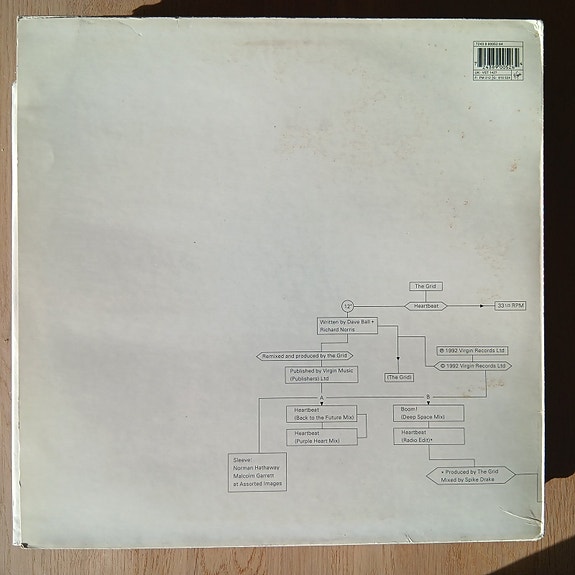 The Grid
12"
Heartbeat
33 1/3 RPM
Written by Dave Ball +
Richard Norris
Remixed and produced by the Grid
℗ 1992 Virgin Records Ltd
© 1992 Virgin Records Ltd
Published by Virgin Music
(Publishers) Ltd
(The Grid)
A
B
Heartbeat
(Back to the Future Mix)
Boom!
(Deep Space Mix)
Heartbeat
(Purple Heart Mix)
Heartbeat
(Radio Edit)*
Sleeve:
Norman Hathaway
Malcolm Garrett
at Assorted Images
* Produced by The Grid
Mixed by Spike Drake